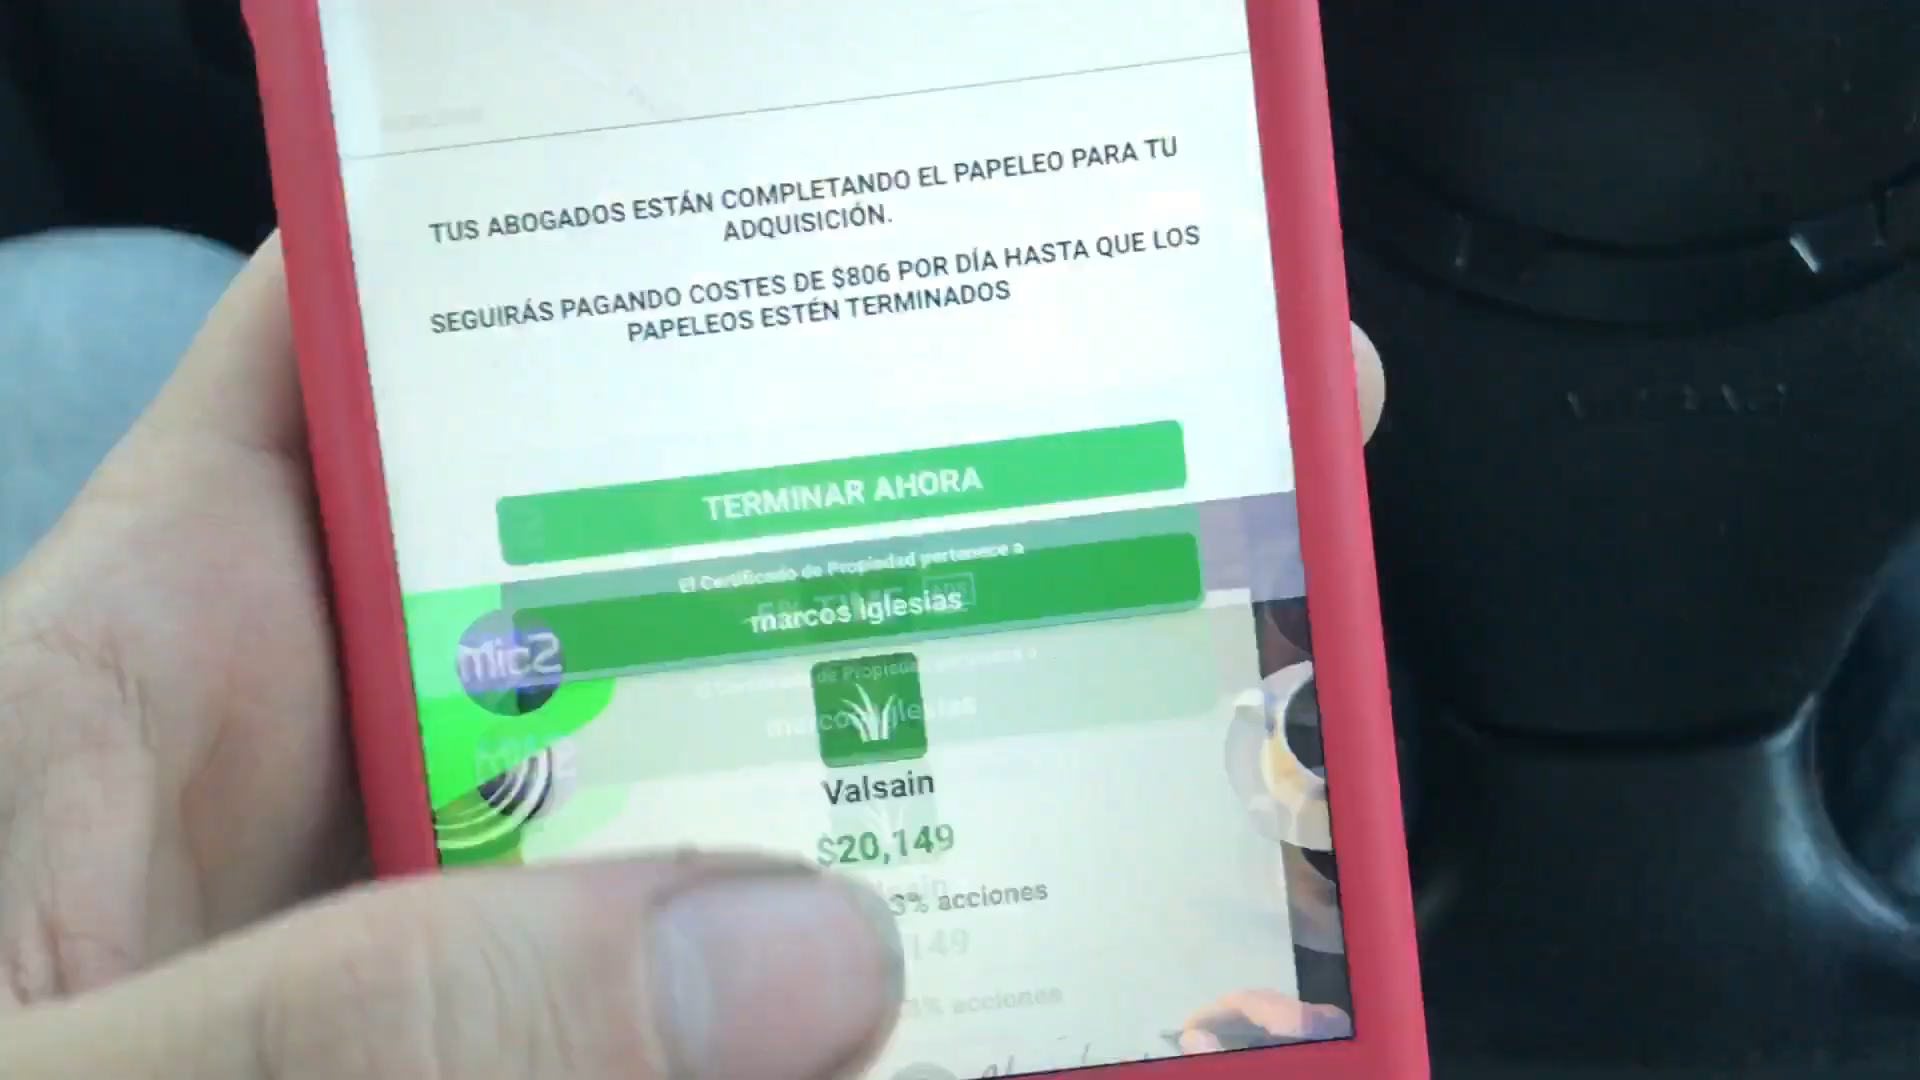 TUS ABOGADOS ESTÁN COMPLETANDO EL PAPELEO PARA TU
ADQUISICIÓN.
SEGUIRÁS PAGANDO COSTES DE $806 POR DÍA HASTA QUE LOS
PAPELEOS ESTÉN TERMINADOS
TERMINAR AHORA
El Certificado de Propiedad pertenece a
marcos iglesias
Mic2
Valsain
$20,149
3% acciones